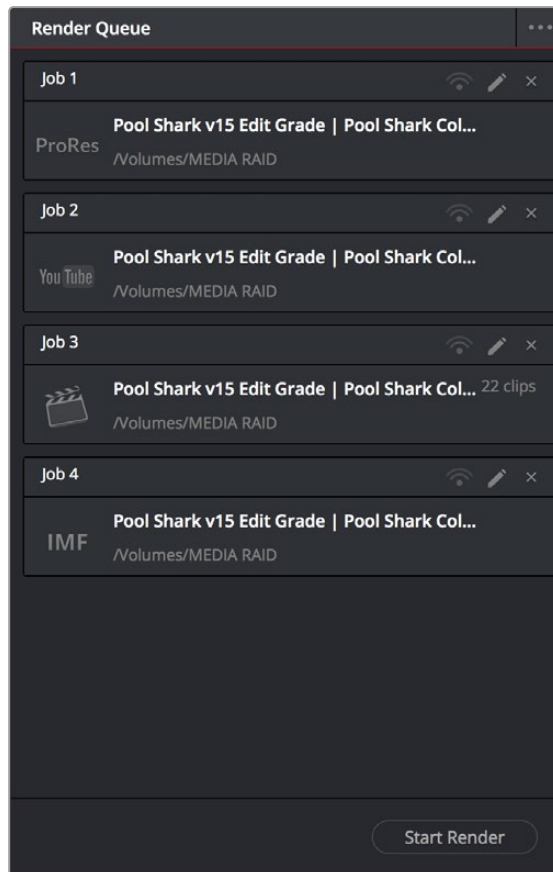 Render Queue
Job 1
ProRes
Pool Shark v15 Edit Grade | Pool Shark Col...
/Volumes/MEDIA RAID
Job 2
You Tube
Pool Shark v15 Edit Grade | Pool Shark Col...
/Volumes/MEDIA RAID
Job 3
Pool Shark v15 Edit Grade | Pool Shark Col... 22 clips
/Volumes/MEDIA RAID
Job 4
IMF
Pool Shark v15 Edit Grade | Pool Shark Col...
/Volumes/MEDIA RAID
Start Render